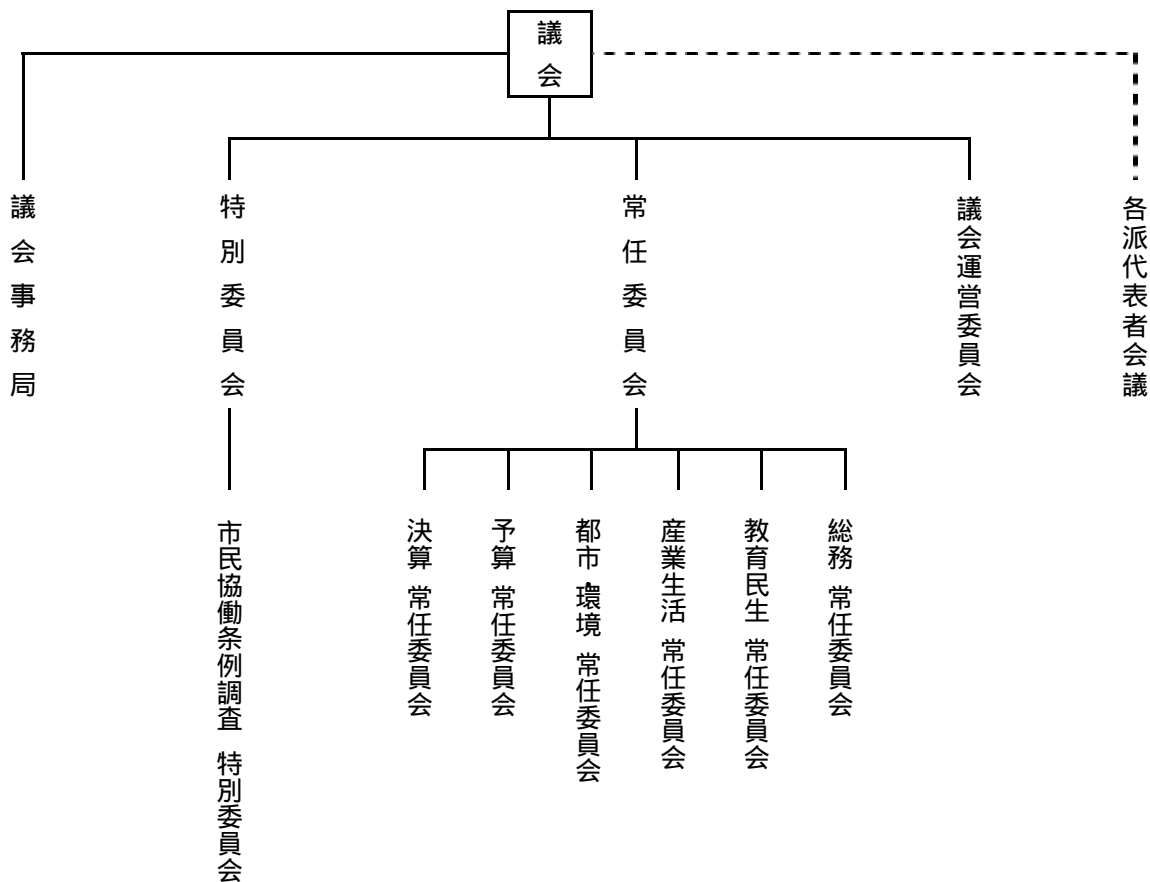 議会
各派代表者会議
議会運営委員会
常任委員会
特別委員会
議会事務局
総務 常任委員会
教育民生 常任委員会
産業生活 常任委員会
都市・環境 常任委員会
予算 常任委員会
決算 常任委員会
市民協働条例調査 特別委員会